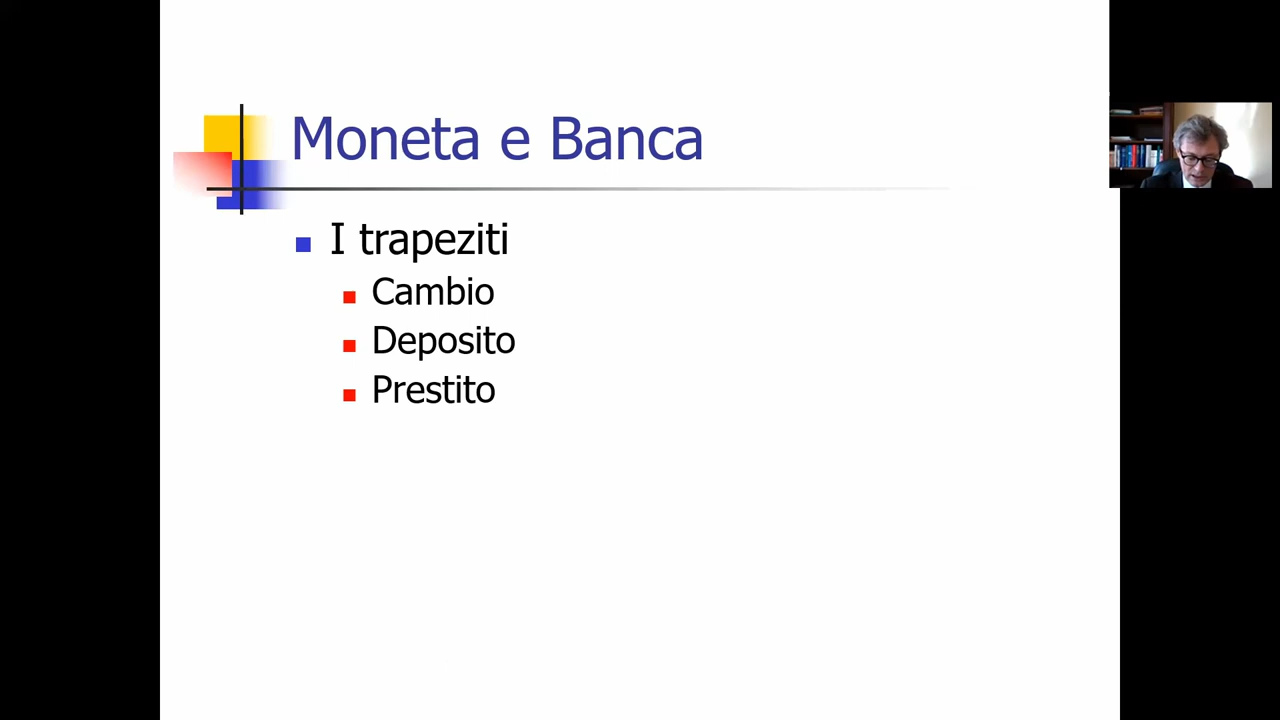 Moneta e Banca
I trapeziti
Cambio
Deposito
Prestito